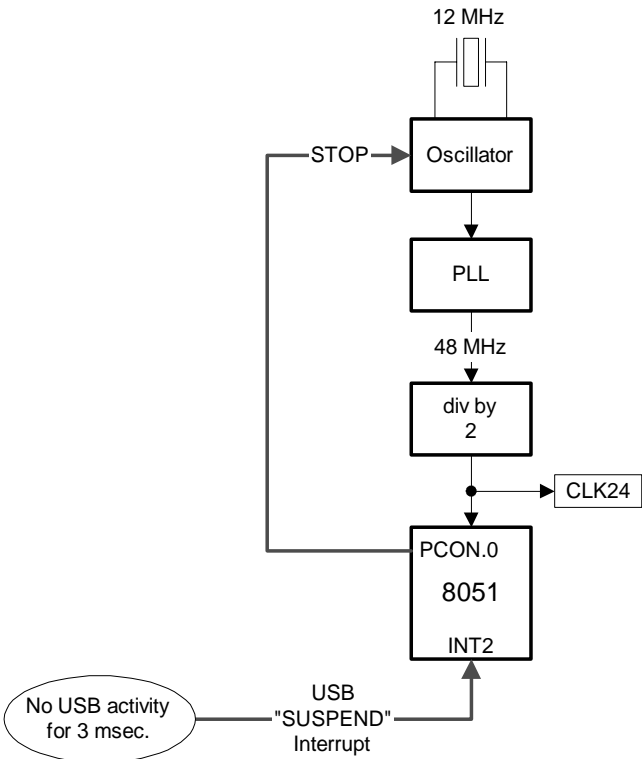 12 MHz
STOP
Oscillator
PLL
48 MHz
div by
2
CLK24
PCON.0
8051
INT2
No USB activity
for 3 msec.
USB
"SUSPEND"
Interrupt